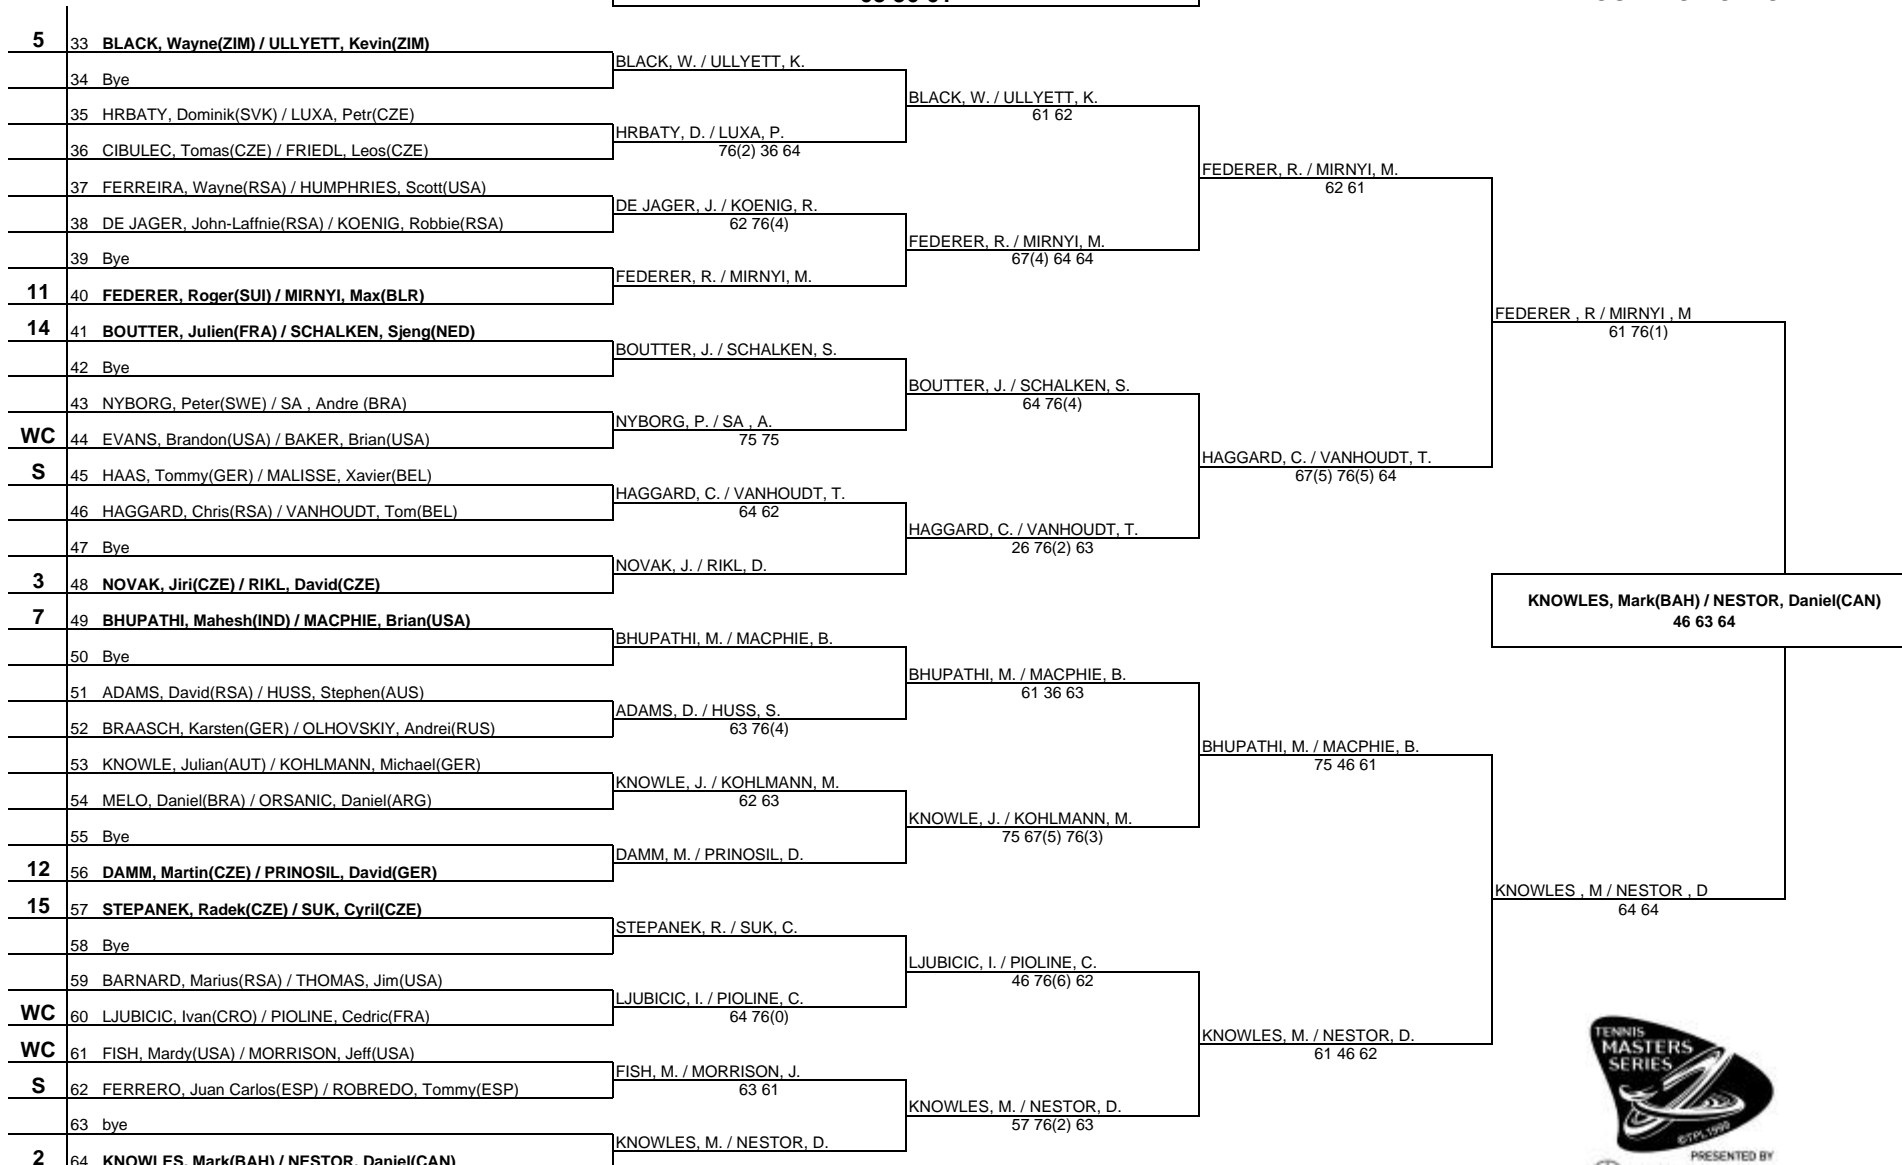 5 33 BLACK, Wayne(ZIM) / ULLYETT, Kevin(ZIM)
BLACK, W. / ULLYETT, K.
34 Bye
BLACK, W. / ULLYETT, K.
61 62
35 HRBATY, Dominik(SVK) / LUXA, Petr(CZE)
HRBATY, D. / LUXA, P.
76(2) 36 64
36 CIBULEC, Tomas(CZE) / FRIEDL, Leos(CZE)
FEDERER, R. / MIRNYI, M.
62 61
37 FERREIRA, Wayne(RSA) / HUMPHRIES, Scott(USA)
DE JAGER, J. / KOENIG, R.
62 76(4)
38 DE JAGER, John-Laffnie(RSA) / KOENIG, Robbie(RSA)
FEDERER, R. / MIRNYI, M.
67(4) 64 64
39 Bye
FEDERER, R. / MIRNYI, M.
11 40 FEDERER, Roger(SUI) / MIRNYI, Max(BLR)
FEDERER , R / MIRNYI , M
61 76(1)
14 41 BOUTTER, Julien(FRA) / SCHALKEN, Sjeng(NED)
BOUTTER, J. / SCHALKEN, S.
42 Bye
BOUTTER, J. / SCHALKEN, S.
64 76(4)
43 NYBORG, Peter(SWE) / SA , Andre (BRA)
NYBORG, P. / SA , A.
75 75
WC 44 EVANS, Brandon(USA) / BAKER, Brian(USA)
HAGGARD, C. / VANHOUDT, T.
67(5) 76(5) 64
S 45 HAAS, Tommy(GER) / MALISSE, Xavier(BEL)
HAGGARD, C. / VANHOUDT, T.
64 62
46 HAGGARD, Chris(RSA) / VANHOUDT, Tom(BEL)
HAGGARD, C. / VANHOUDT, T.
26 76(2) 63
47 Bye
NOVAK, J. / RIKL, D.
3 48 NOVAK, Jiri(CZE) / RIKL, David(CZE)
KNOWLES, Mark(BAH) / NESTOR, Daniel(CAN)
46 63 64
7 49 BHUPATHI, Mahesh(IND) / MACPHIE, Brian(USA)
BHUPATHI, M. / MACPHIE, B.
50 Bye
BHUPATHI, M. / MACPHIE, B.
61 36 63
51 ADAMS, David(RSA) / HUSS, Stephen(AUS)
ADAMS, D. / HUSS, S.
63 76(4)
52 BRAASCH, Karsten(GER) / OLHOVSKIY, Andrei(RUS)
BHUPATHI, M. / MACPHIE, B.
75 46 61
53 KNOWLE, Julian(AUT) / KOHLMANN, Michael(GER)
KNOWLE, J. / KOHLMANN, M.
62 63
54 MELO, Daniel(BRA) / ORSANIC, Daniel(ARG)
KNOWLE, J. / KOHLMANN, M.
75 67(5) 76(3)
55 Bye
DAMM, M. / PRINOSIL, D.
12 56 DAMM, Martin(CZE) / PRINOSIL, David(GER)
KNOWLES , M / NESTOR , D
64 64
15 57 STEPANEK, Radek(CZE) / SUK, Cyril(CZE)
STEPANEK, R. / SUK, C.
58 Bye
LJUBICIC, I. / PIOLINE, C.
46 76(6) 62
59 BARNARD, Marius(RSA) / THOMAS, Jim(USA)
LJUBICIC, I. / PIOLINE, C.
64 76(0)
WC 60 LJUBICIC, Ivan(CRO) / PIOLINE, Cedric(FRA)
KNOWLES, M. / NESTOR, D.
61 46 62
WC 61 FISH, Mardy(USA) / MORRISON, Jeff(USA)
FISH, M. / MORRISON, J.
63 61
S 62 FERRERO, Juan Carlos(ESP) / ROBREDO, Tommy(ESP)
KNOWLES, M. / NESTOR, D.
57 76(2) 63
63 bye
KNOWLES, M. / NESTOR, D.
2 64 KNOWLES, Mark(BAH) / NESTOR, Daniel(CAN)
TENNIS
MASTERS
SERIES
©TPL 1999
PRESENTED BY